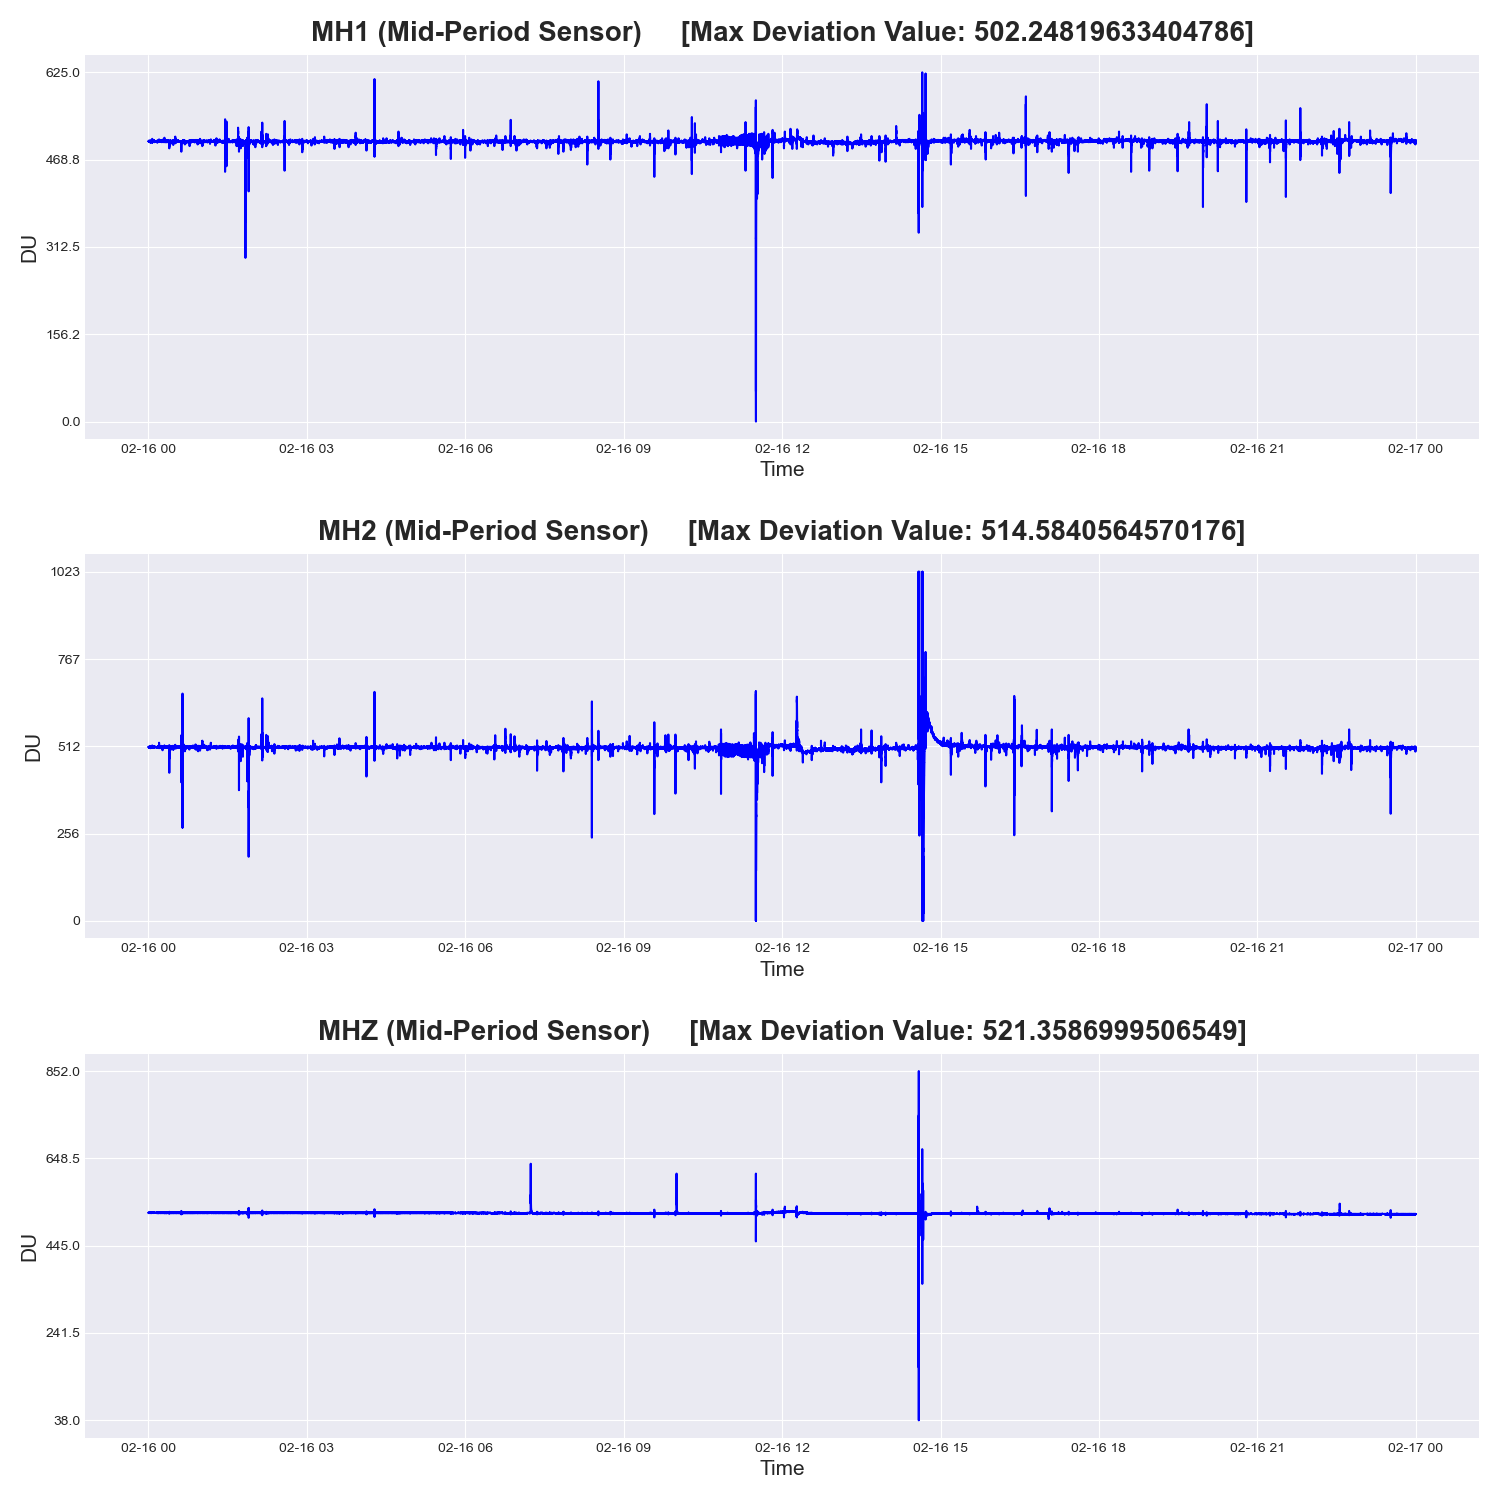 MH1 (Mid-Period Sensor) [Max Deviation Value: 502.24819633404786]
625.0
468.8
312.5
156.2
0.0
DU
02-16 00 02-16 03 02-16 06 02-16 09 02-16 12 02-16 15 02-16 18 02-16 21 02-17 00
Time
MH2 (Mid-Period Sensor) [Max Deviation Value: 514.5840564570176]
1023
767
512
256
0
DU
02-16 00 02-16 03 02-16 06 02-16 09 02-16 12 02-16 15 02-16 18 02-16 21 02-17 00
Time
MHZ (Mid-Period Sensor) [Max Deviation Value: 521.3586999506549]
852.0
648.5
445.0
241.5
38.0
DU
02-16 00 02-16 03 02-16 06 02-16 09 02-16 12 02-16 15 02-16 18 02-16 21 02-17 00
Time